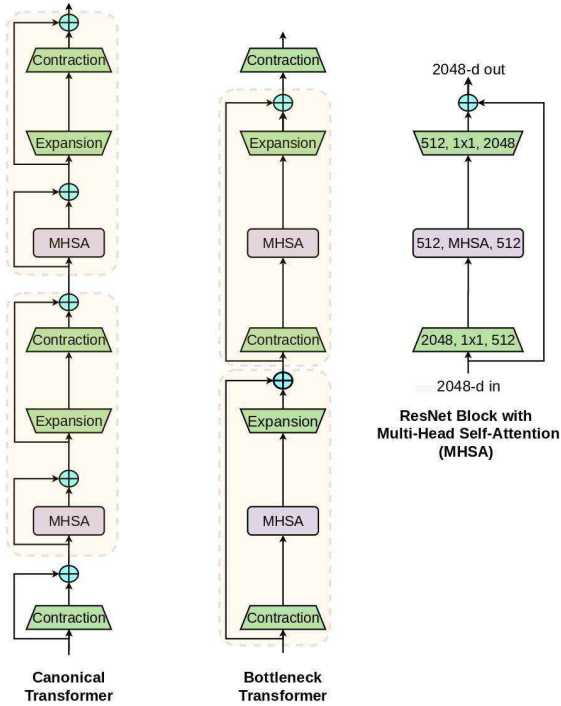 Contraction
Expansion
MHSA
Contraction
Expansion
MHSA
Contraction
Canonical
Transformer
Contraction
Expansion
MHSA
Contraction
Expansion
MHSA
Contraction
Bottleneck
Transformer
2048-d out
512, 1x1, 2048
512, MHSA, 512
2048, 1x1, 512
2048-d in
ResNet Block with
Multi-Head Self-Attention
(MHSA)